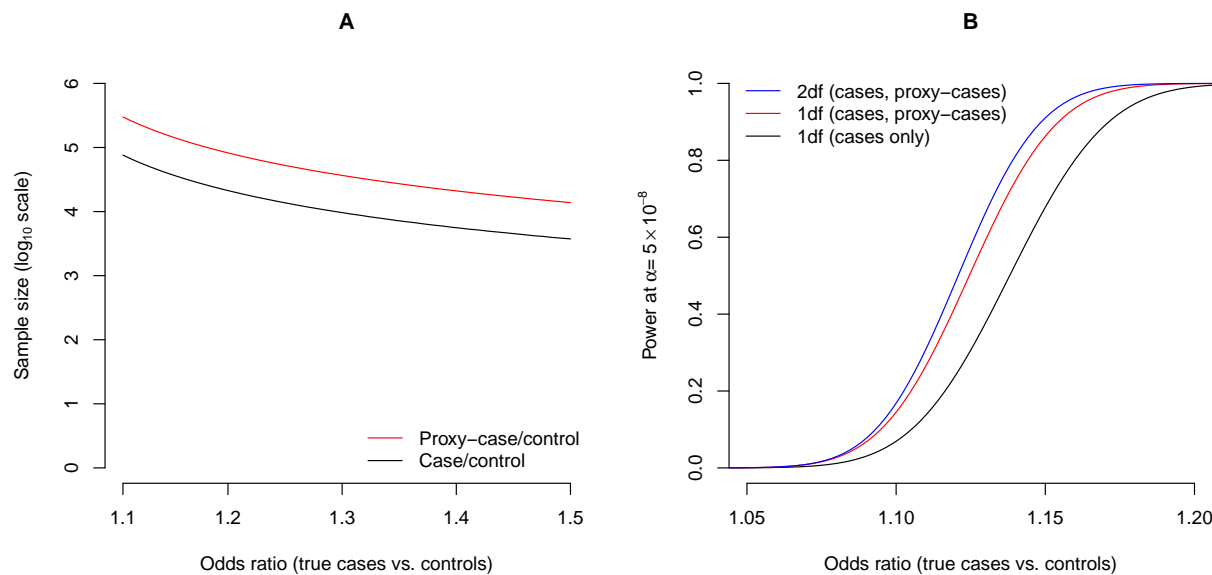 A
Sample size (log10 scale)
6
5
4
3
2
1
0
Proxy−case/control
Case/control
1.1 1.2 1.3 1.4 1.5
Odds ratio (true cases vs. controls)
B
Power at α= 5 × 10−8
1.0
0.8
0.6
0.4
0.2
0.0
2df (cases, proxy−cases)
1df (cases, proxy−cases)
1df (cases only)
1.05 1.10 1.15 1.20
Odds ratio (true cases vs. controls)